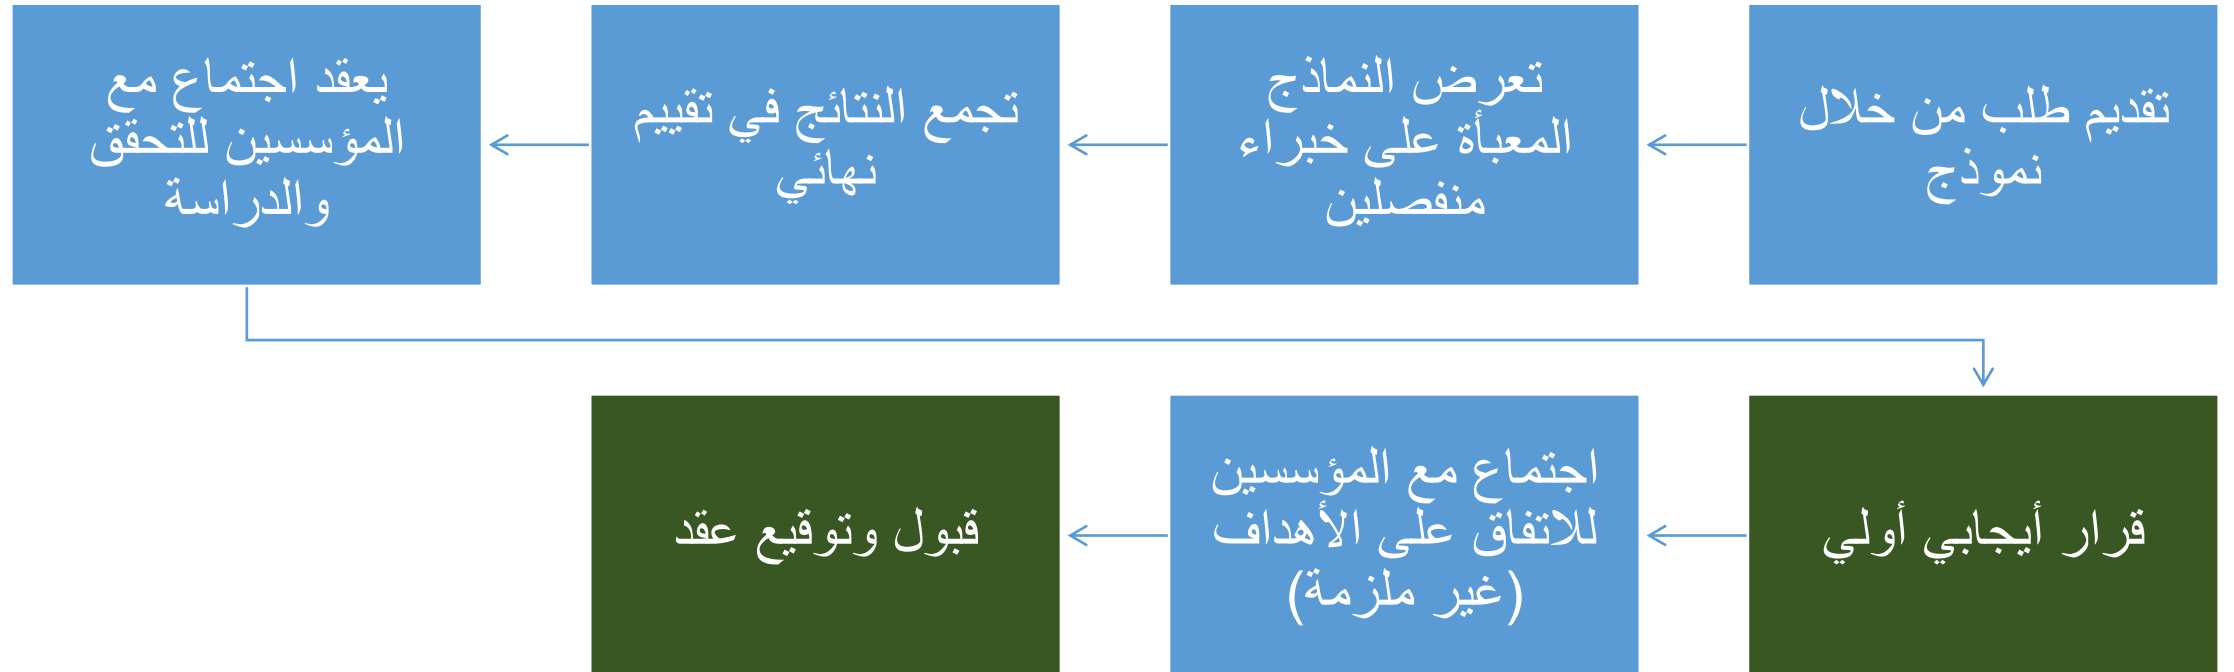 تقديم طلب من خلال
نموذج
تعرض النماذج
المعبأة على خبراء
منفصلين
تجمع النتائج في تقييم
نهائي
يعقد اجتماع مع
المؤسسين للتحقق
والدراسة
قرار أيجابي أولي
اجتماع مع المؤسسين
للاتفاق على الأهداف
(غير ملزمة)
قبول وتوقيع عقد